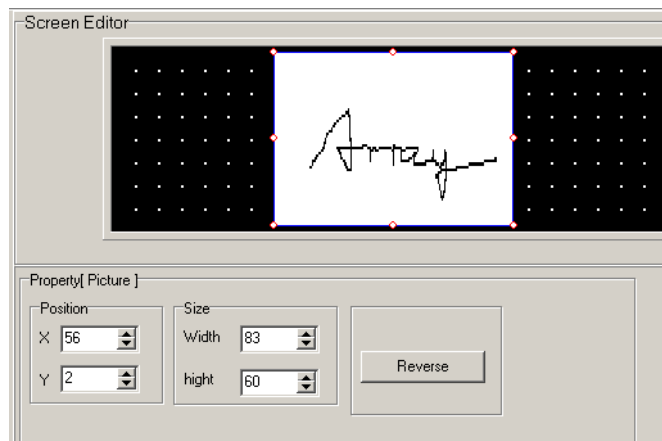 Screen Editor
Property[ Picture ]
Position
Size
X 56
Width 83
Reverse
Y 2
hight 60